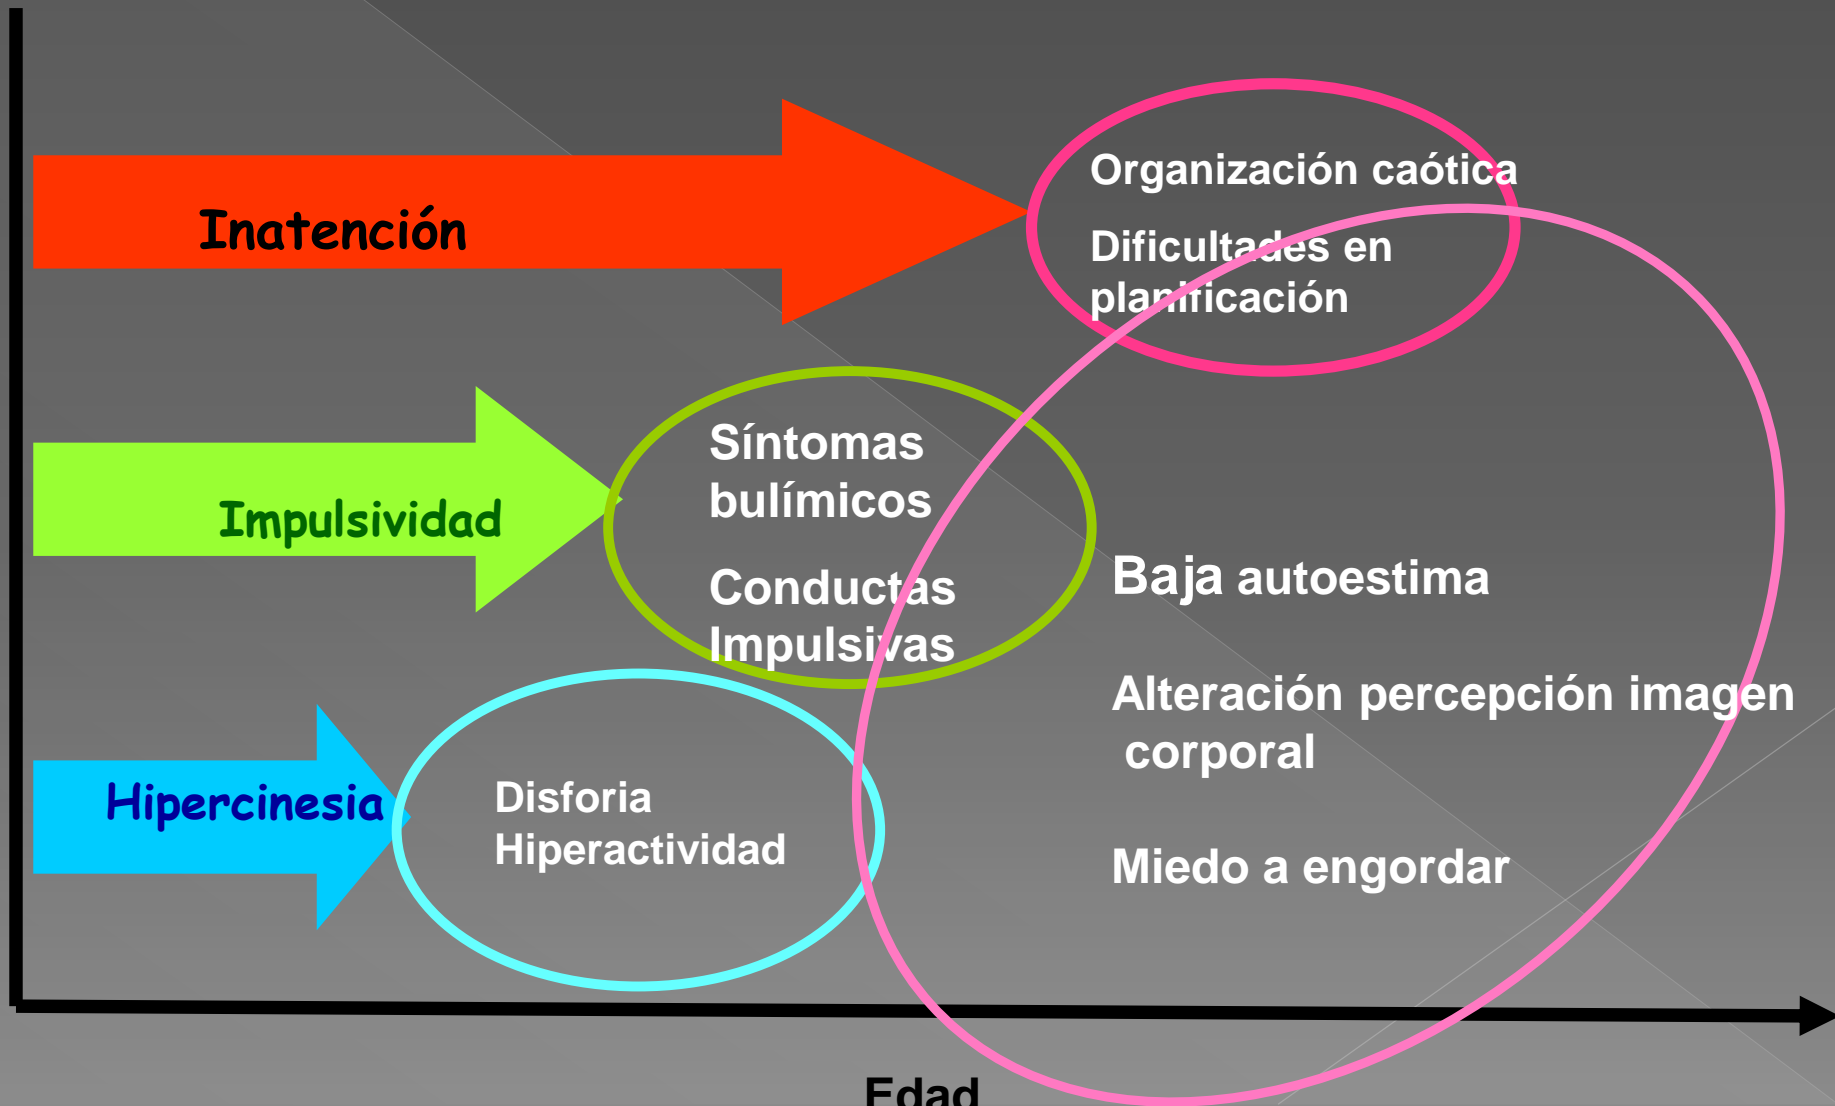 Inatención
Organización caótica
Dificultades en
planificación
Impulsividad
Síntomas
bulímicos
Conductas
Impulsivas
Baja autoestima
Alteración percepción imagen
corporal
Miedo a engordar
Hipercinesia
Disforia
Hiperactividad
Edad